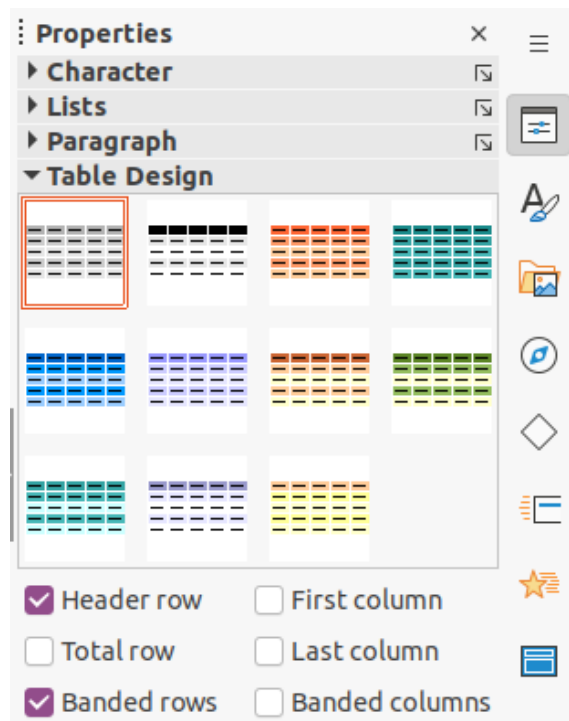 Properties
Character
Lists
Paragraph
Table Design
Header row First column
Total row Last column
Banded rows Banded columns